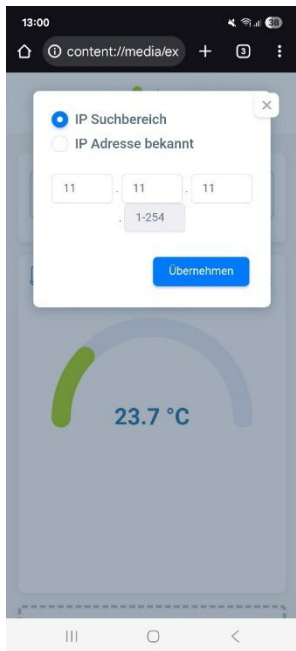 13:00
38
content://media/ex
3
IP Suchbereich
IP Adresse bekannt
11 . 11 . 11
. 1-254
Übernehmen
23.7 °C